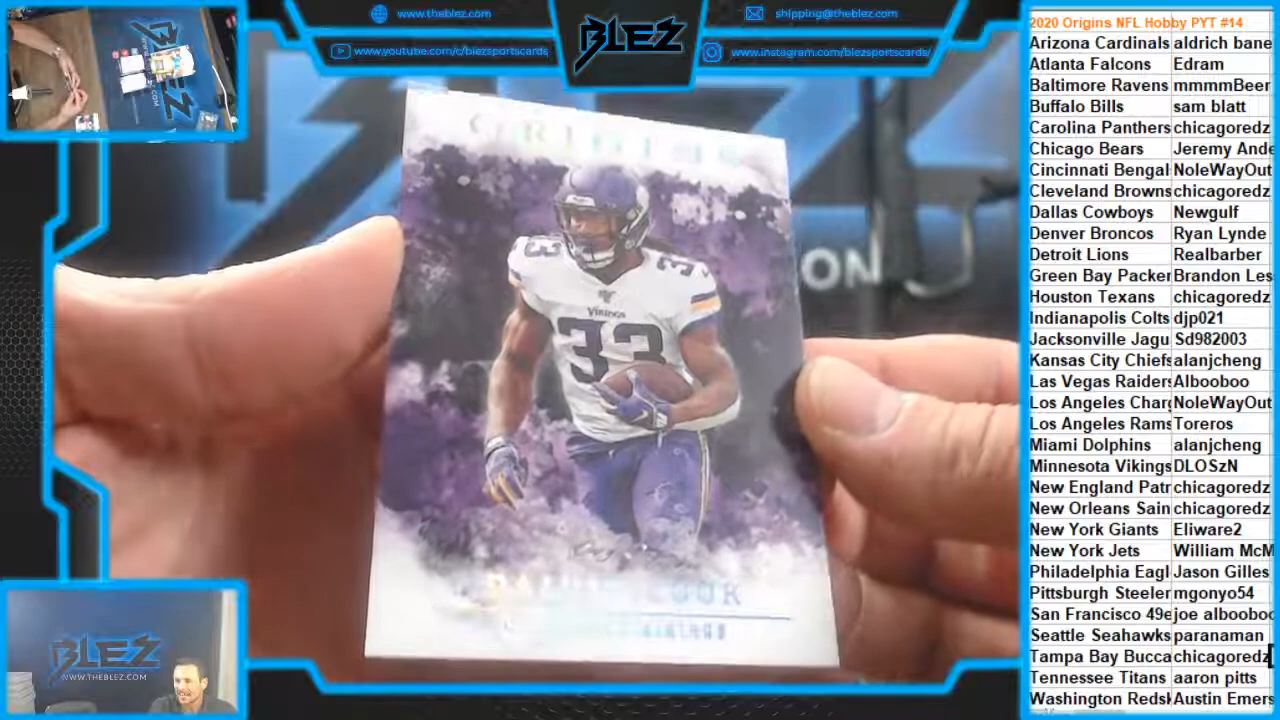 www.theblez.com
shipping@theblez.com
www.youtube.com/c/blezsportscards
www.instagram.com/blezsportscards/
BLEZ
2020 Origins NFL Hobby PYT #14
Arizona Cardinals aldrich bane
Atlanta Falcons Edram
Baltimore Ravens mmmmBeer
Buffalo Bills sam blatt
Carolina Panthers chicagoredz
Chicago Bears Jeremy Ande
Cincinnati Bengal NoleWayOut
Cleveland Browns chicagoredz
Dallas Cowboys Newgulf
Denver Broncos Ryan Lynde
Detroit Lions Realbarber
Green Bay Packer Brandon Les
Houston Texans chicagoredz
Indianapolis Colts djp021
Jacksonville Jagu Sd982003
Kansas City Chiefs alanjcheng
Las Vegas Raiders Albooboo
Los Angeles Charg NoleWayOut
Los Angeles Rams Toreros
Miami Dolphins alanjcheng
Minnesota Vikings DLOSzN
New England Patr chicagoredz
New Orleans Sain chicagoredz
New York Giants Eliware2
New York Jets William McM
Philadelphia Eagl Jason Gilles
Pittsburgh Steeler mgonyo54
San Francisco 49e joe albooboo
Seattle Seahawks paranaman
Tampa Bay Bucca chicagoredz
Tennessee Titans aaron pitts
Washington Redsk Austin Emers
ORIGINS
33
33
VIKINGS
33
ON
BLEZ
BLEZ
WWW.THEBLEZ.COM